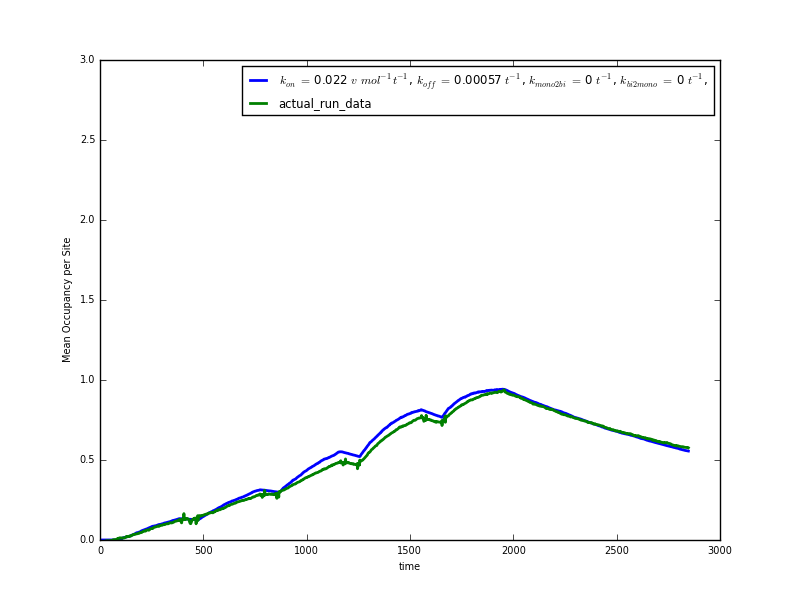 k_on = 0.022 v mol^−1 t^−1, k_off = 0.00057 t^−1, k_mono2bi = 0 t^−1, k_bi2mono = 0 t^−1,
actual_run_data
3.0
2.5
2.0
1.5
1.0
0.5
0.0
Mean Occupancy per Site
0 500 1000 1500 2000 2500 3000
time